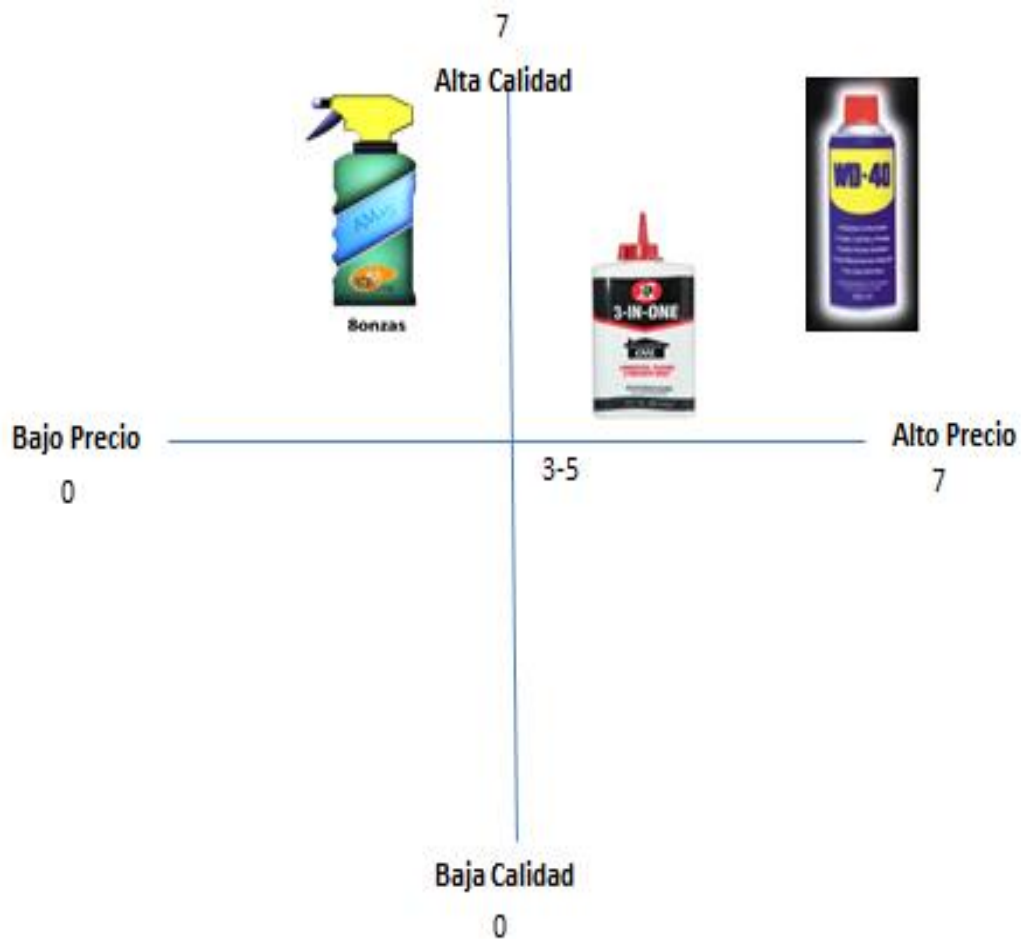 7
Alta Calidad
WD-40
3-IN-ONE
Bonzas
Bajo Precio
Alto Precio
0
3-5
7
Baja Calidad
0